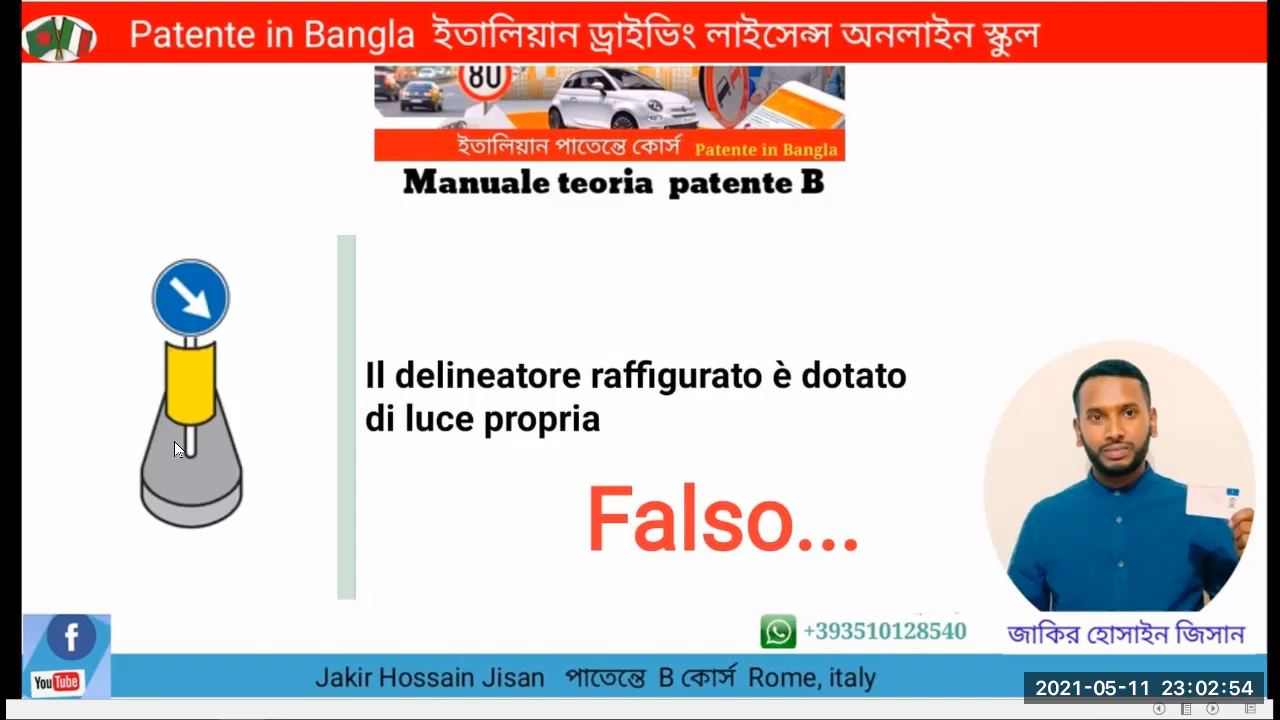 Patente in Bangla ইতালিয়ান ড্রাইভিং লাইসেন্স অনলাইন স্কুল
80
ইতালিয়ান পাতেন্তে কোর্স Patente in Bangla
Manuale teoria patente B
Il delineatore raffigurato è dotato
di luce propria
Falso...
+393510128540
জাকির হোসাইন জিসান
f
YouTube
Jakir Hossain Jisan পাতেন্তে B কোর্স Rome, italy
2021-05-11 23:02:54